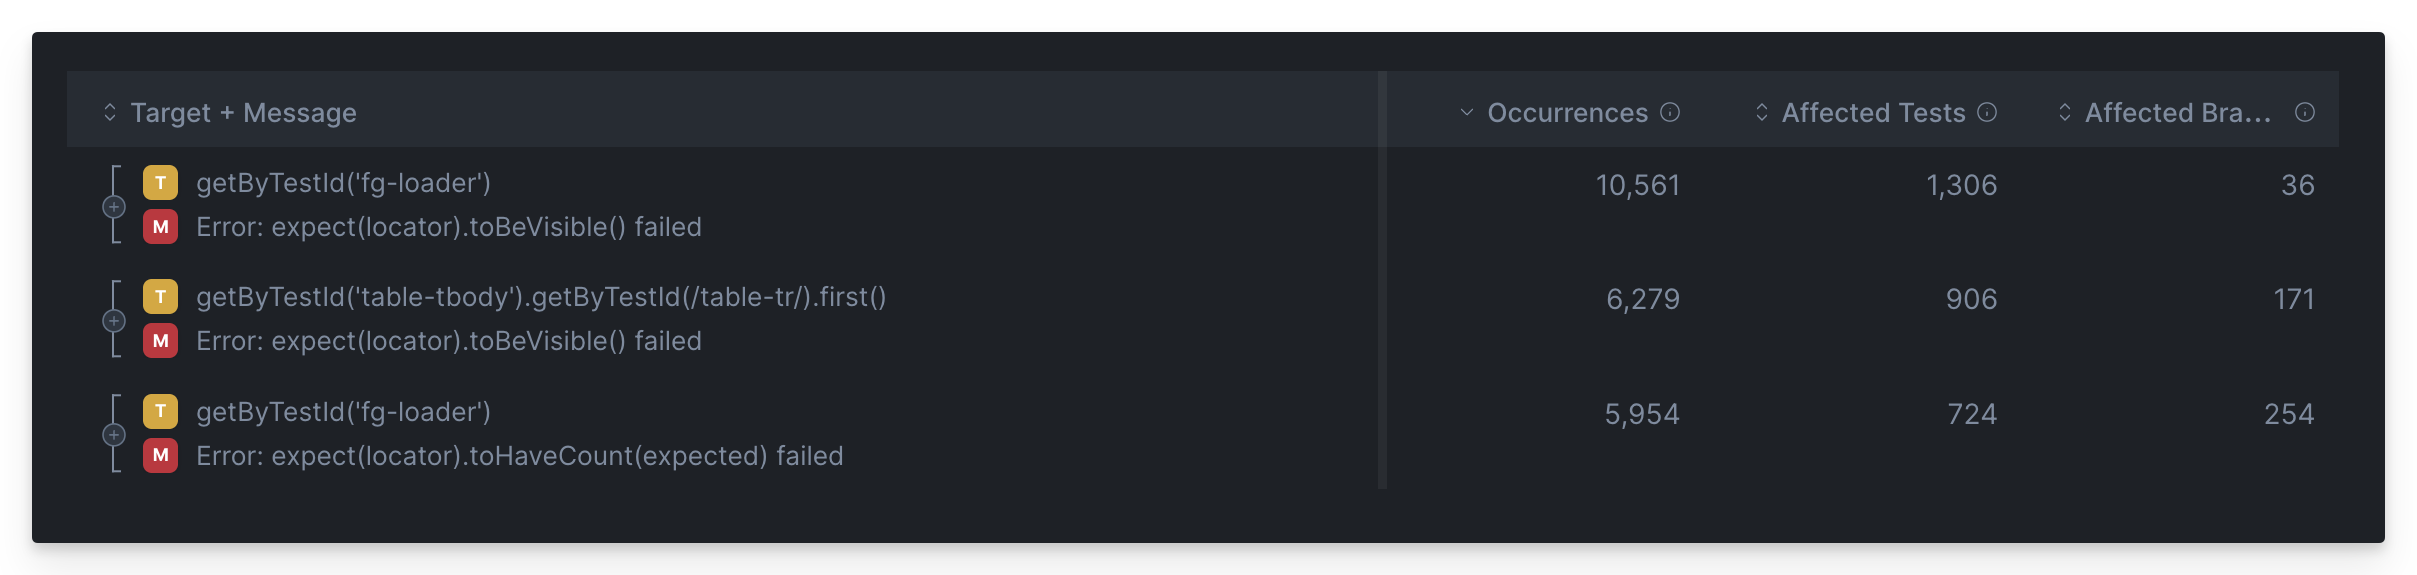 Target + Message Occurrences Affected Tests Affected Bra...
T getByTestId('fg-loader') 10,561 1,306 36
M Error: expect(locator).toBeVisible() failed
T getByTestId('table-tbody').getByTestId(/table-tr/).first() 6,279 906 171
M Error: expect(locator).toBeVisible() failed
T getByTestId('fg-loader') 5,954 724 254
M Error: expect(locator).toHaveCount(expected) failed